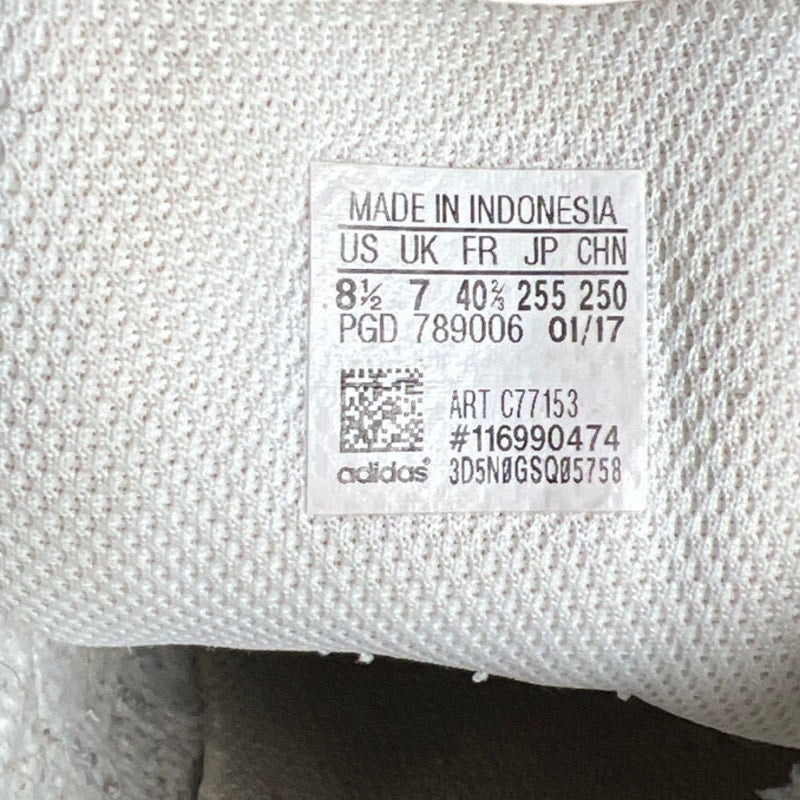 MADE IN INDONESIA
US UK FR JP CHN
8½ 7 40⅔ 255 250
PGD 789006 01/17
ART C77153
#116990474
adidas® 3D5NØGSQØ5758